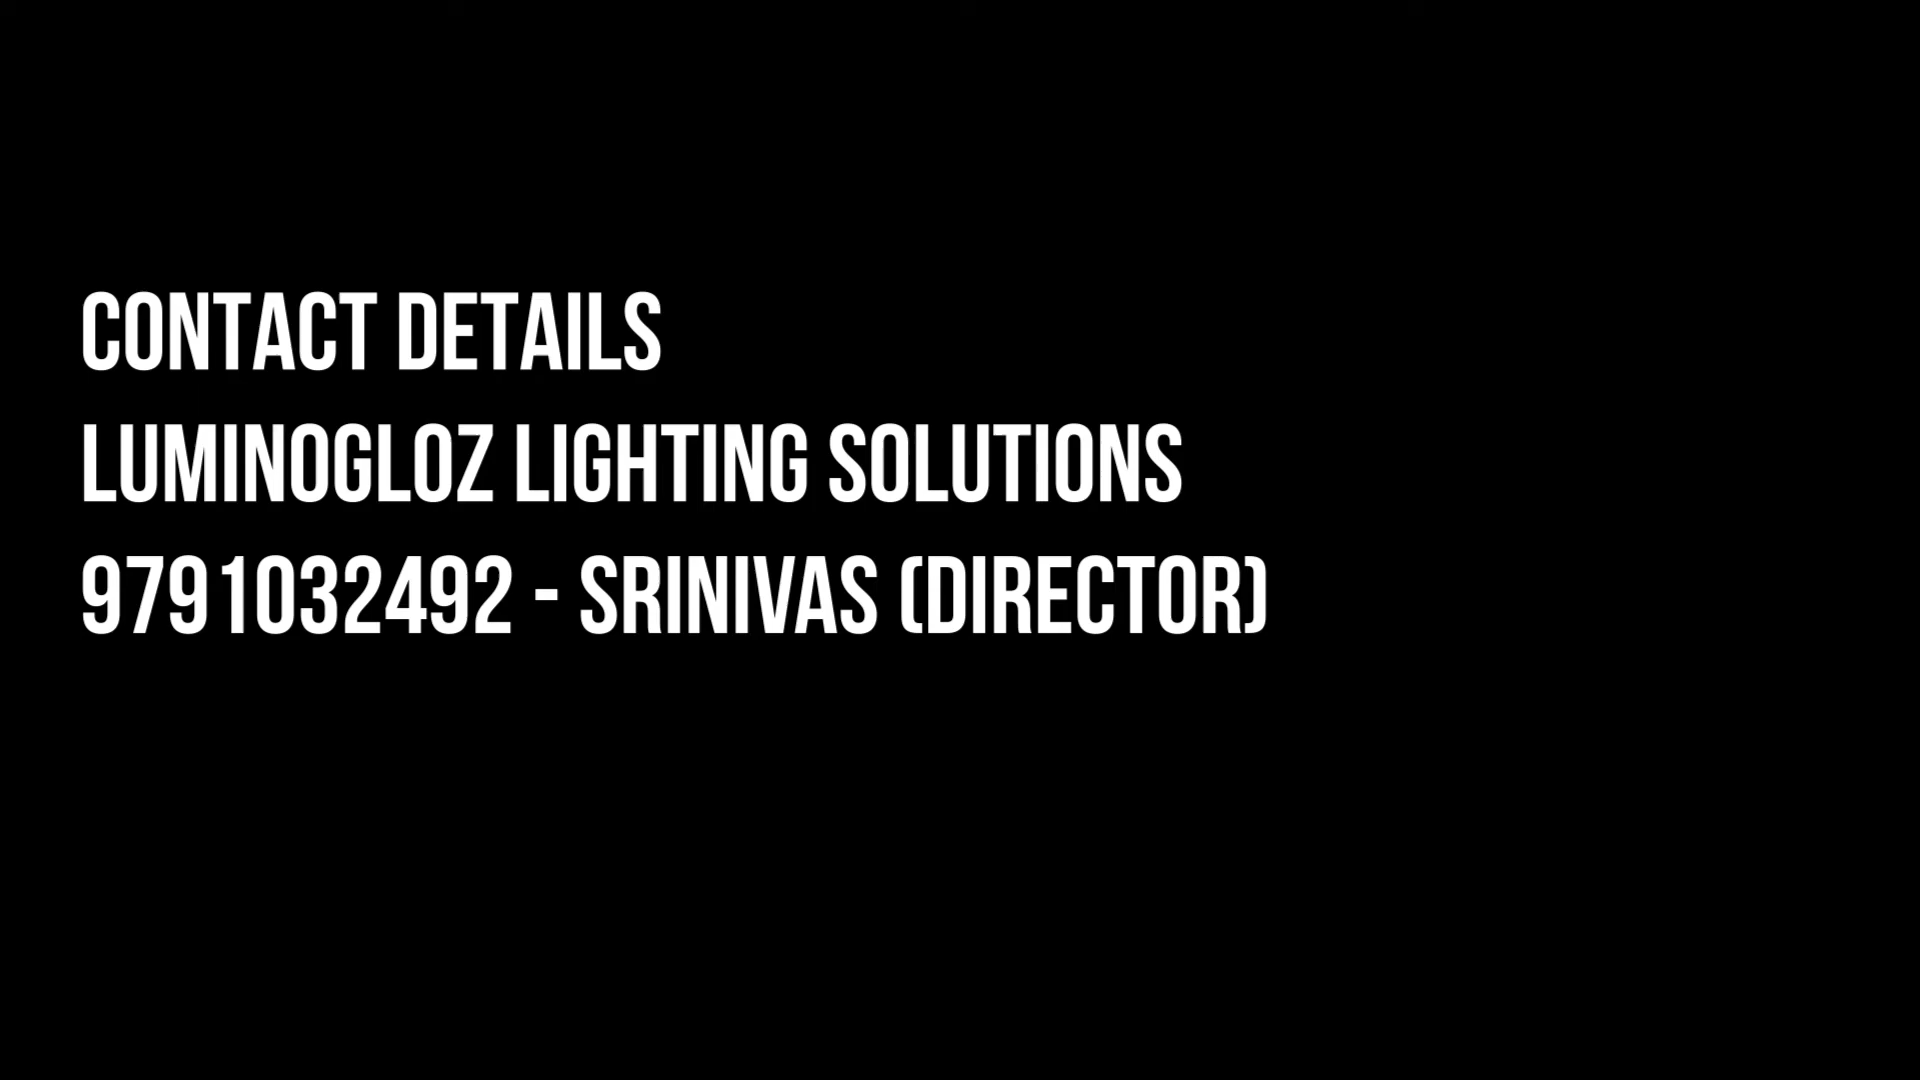 CONTACT DETAILS
LUMINOGLOZ LIGHTING SOLUTIONS
9791032492 - SRINIVAS (DIRECTOR)